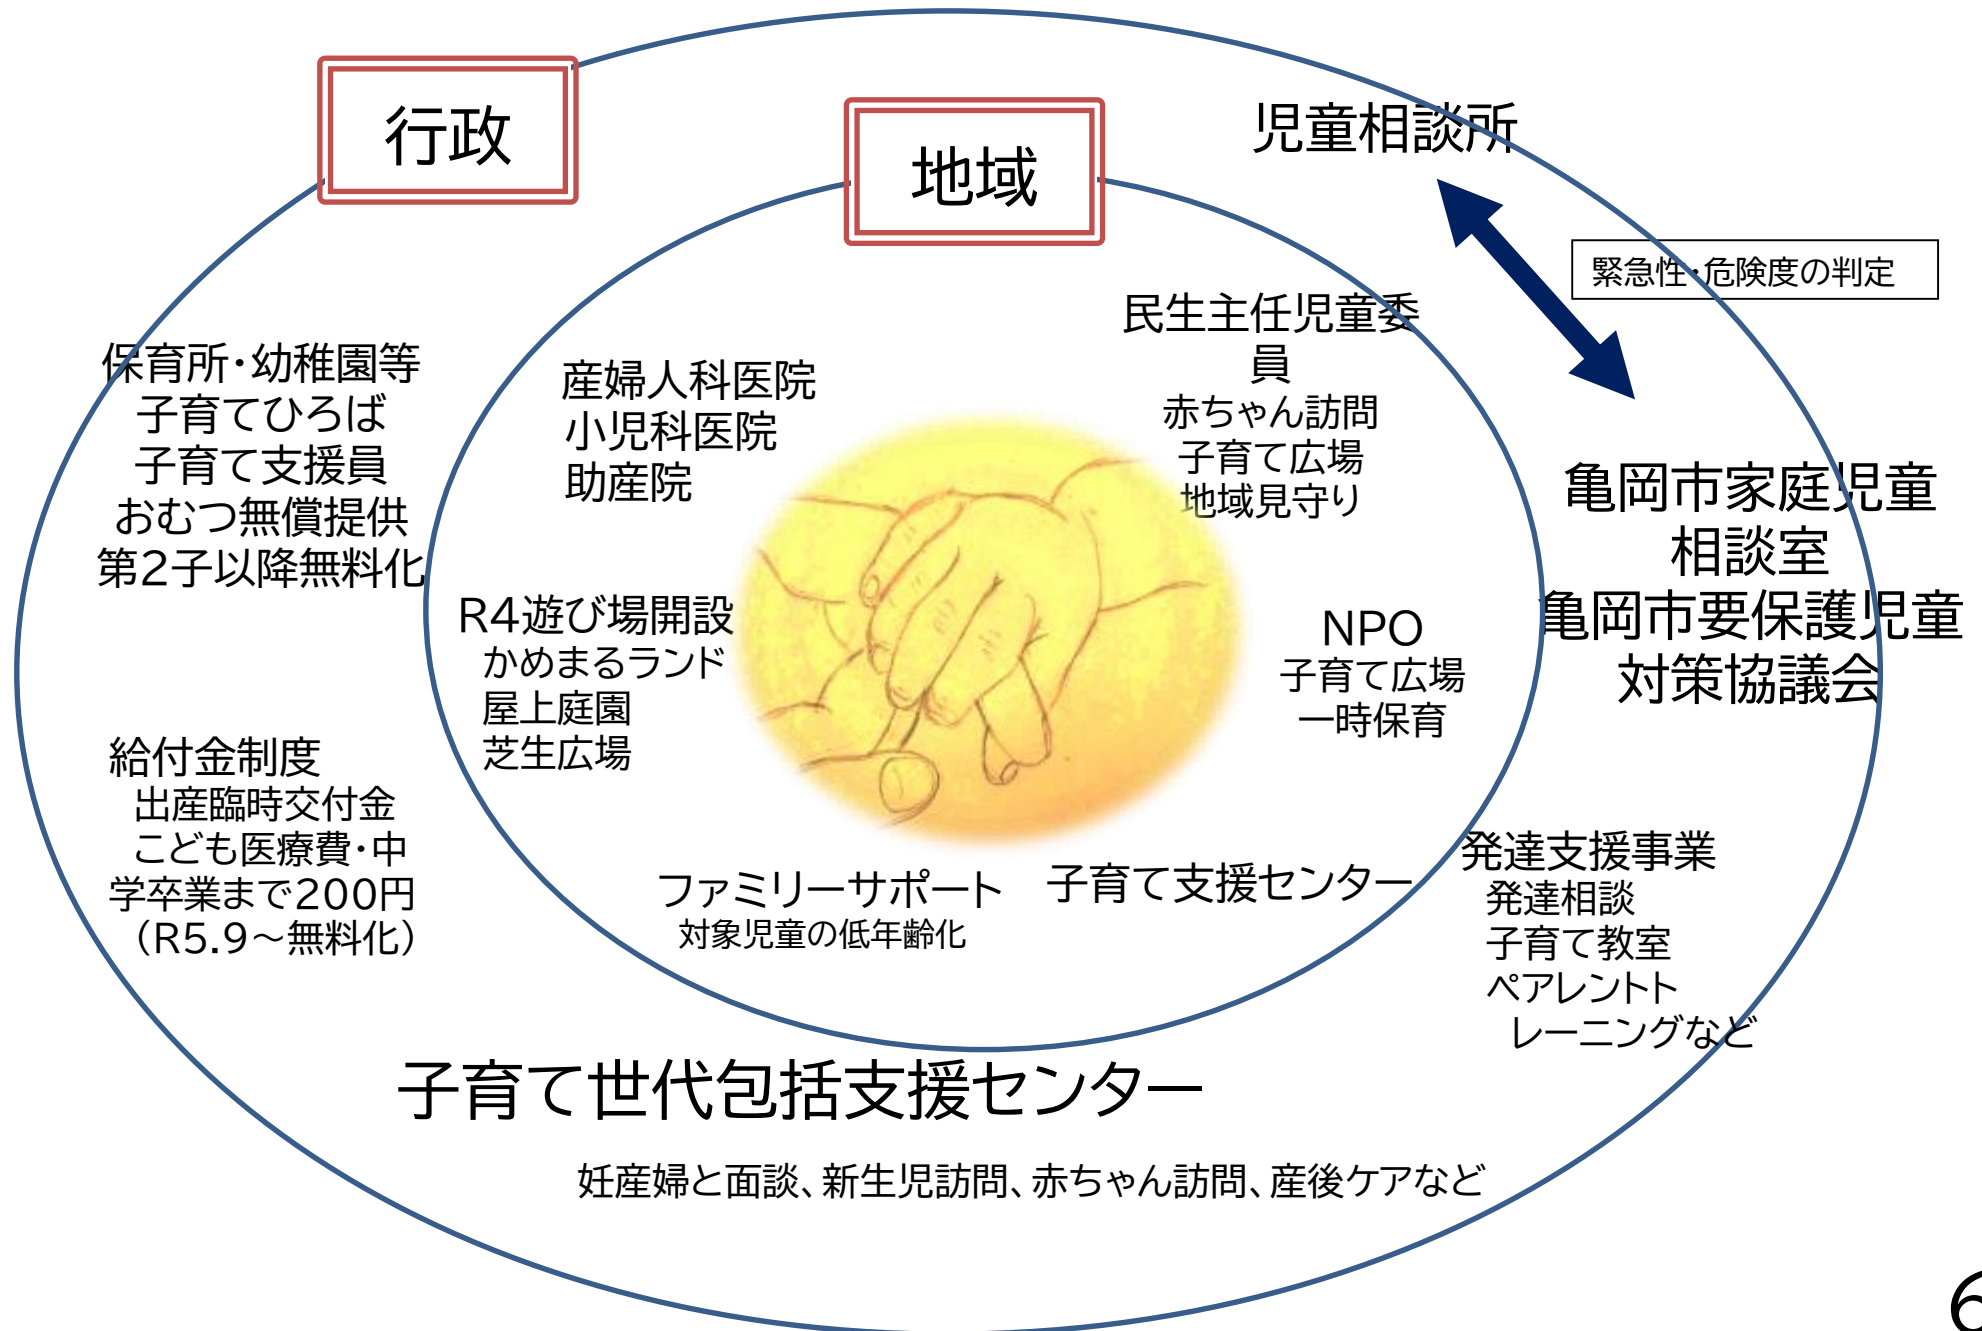 行政
地域
児童相談所
緊急性・危険度の判定
保育所・幼稚園等
子育てひろば
子育て支援員
おむつ無償提供
第2子以降無料化
産婦人科医院
小児科医院
助産院
民生主任児童委
員
赤ちゃん訪問
子育て広場
地域見守り
亀岡市家庭児童
相談室
亀岡市要保護児童
対策協議会
R4遊び場開設
かめまるランド
屋上庭園
芝生広場
NPO
子育て広場
一時保育
給付金制度
出産臨時交付金
こども医療費・中
学卒業まで200円
（R5.9～無料化）
ファミリーサポート
対象児童の低年齢化
子育て支援センター
発達支援事業
発達相談
子育て教室
ペアレントト
レーニングなど
子育て世代包括支援センター
妊産婦と面談、新生児訪問、赤ちゃん訪問、産後ケアなど
6